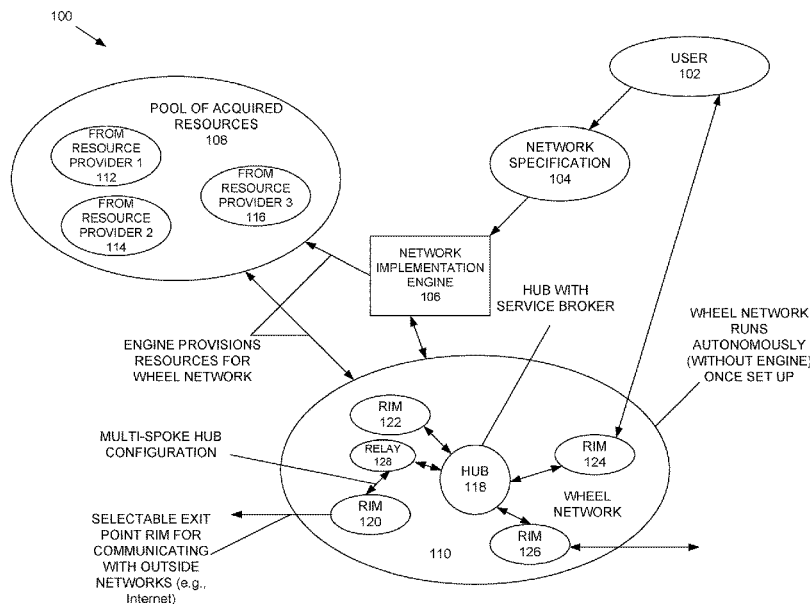 100
USER
102
POOL OF ACQUIRED
RESOURCES
108
FROM
RESOURCE
PROVIDER 1
112
FROM
RESOURCE
PROVIDER 3
116
FROM
RESOURCE
PROVIDER 2
114
NETWORK
SPECIFICATION
104
NETWORK
IMPLEMENTATION
ENGINE
106
HUB WITH
SERVICE BROKER
WHEEL NETWORK
RUNS
AUTONOMOUSLY
(WITHOUT ENGINE)
ONCE SET UP
ENGINE PROVISIONS
RESOURCES FOR
WHEEL NETWORK
MULTI-SPOKE HUB
CONFIGURATION
RIM
122
RELAY
128
HUB
118
RIM
124
RIM
120
WHEEL
NETWORK
RIM
126
110
SELECTABLE EXIT
POINT RIM FOR
COMMUNICATING
WITH OUTSIDE
NETWORKS (e.g.,
Internet)